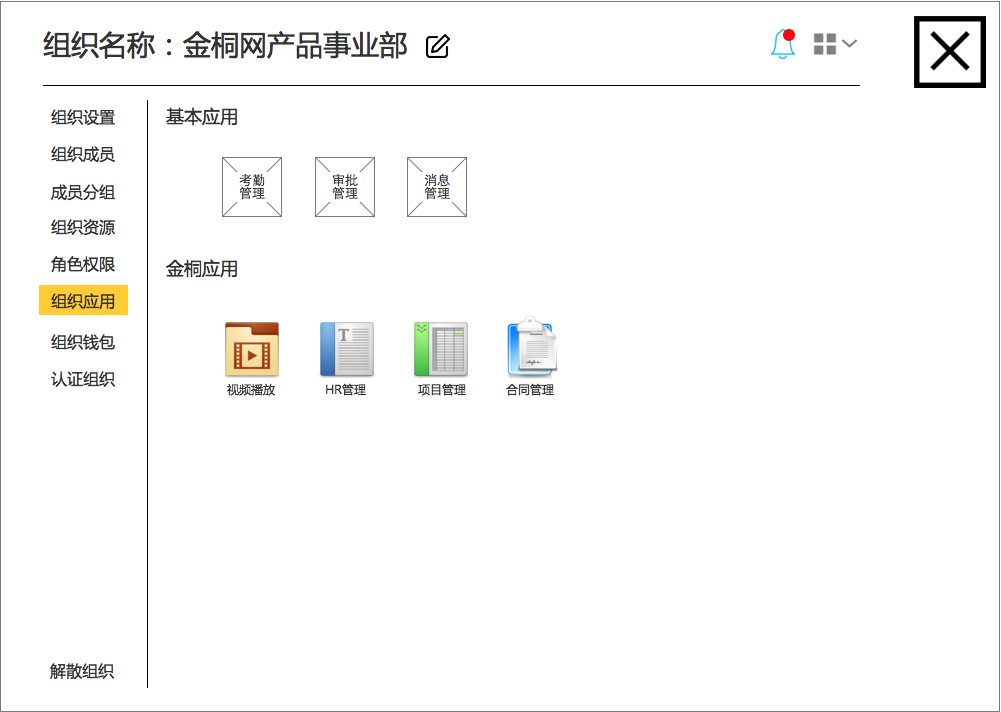 组织名称：金桐网产品事业部
组织设置
组织成员
成员分组
组织资源
角色权限
组织应用
组织钱包
认证组织
解散组织
基本应用
考勤
管理
审批
管理
消息
管理
金桐应用
视频播放
HR管理
项目管理
合同管理